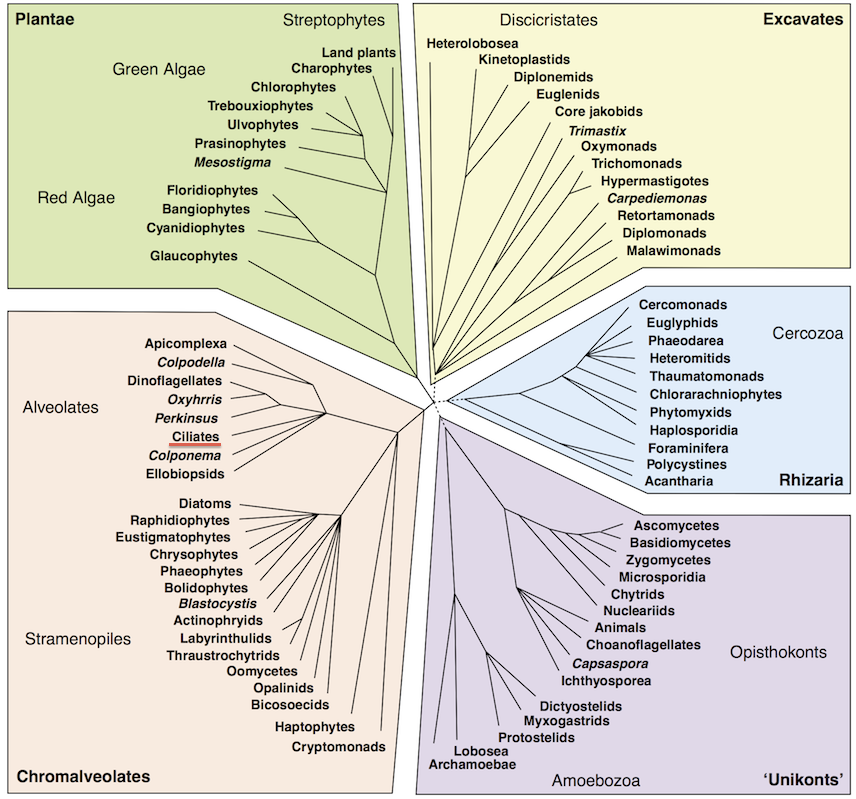 Plantae
Streptophytes
Land plants
Charophytes
Green Algae
Chlorophytes
Trebouxiophytes
Ulvophytes
Prasinophytes
Mesostigma
Red Algae
Floridiophytes
Bangiophytes
Cyanidiophytes
Glaucophytes
Discicristates
Excavates
Heterolobosea
Kinetoplastids
Diplonemids
Euglenids
Core jakobids
Trimastix
Oxymonads
Trichomonads
Hypermastigotes
Carpediemonas
Retortamonads
Diplomonads
Malawimonads
Cercomonads
Euglyphids
Cercozoa
Phaeodarea
Heteromitids
Thaumatomonads
Chlorarachniophytes
Phytomyxids
Haplosporidia
Foraminifera
Polycystines
Acantharia
Rhizaria
Apicomplexa
Colpodella
Dinoflagellates
Alveolates
Oxyhrris
Perkinsus
Ciliates
Colponema
Ellobiopsids
Diatoms
Raphidiophytes
Eustigmatophytes
Chrysophytes
Phaeophytes
Bolidophytes
Blastocystis
Actinophryids
Stramenopiles
Labyrinthulids
Thraustrochytrids
Oomycetes
Opalinids
Bicosoecids
Haptophytes
Cryptomonads
Chromalveolates
Ascomycetes
Basidiomycetes
Zygomycetes
Microsporidia
Chytrids
Nucleariids
Animals
Choanoflagellates
Opisthokonts
Capsaspora
Ichthyosporea
Dictyostelids
Myxogastrids
Protostelids
Lobosea
Archamoebae
Amoebozoa
‘Unikonts’